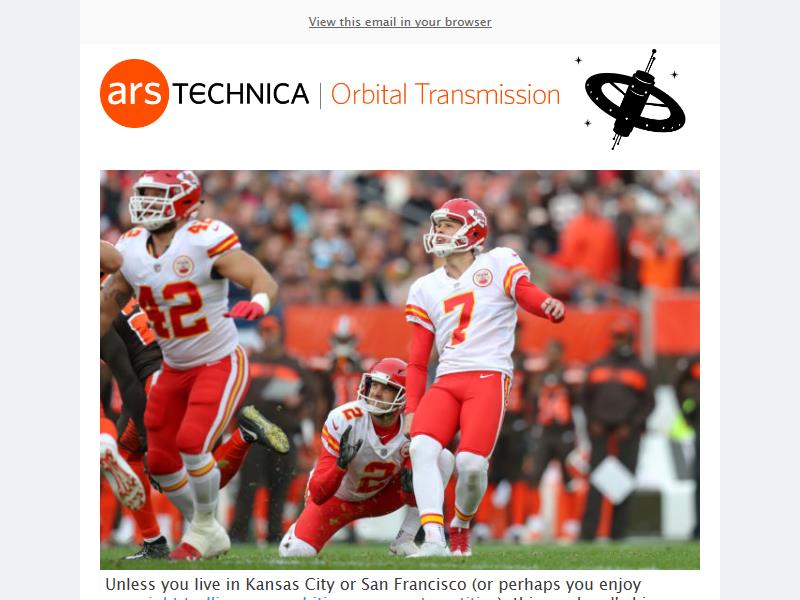 View this email in your browser
ars TECHNICA | Orbital Transmission
42
7
2
2
Unless you live in Kansas City or San Francisco (or perhaps you enjoy